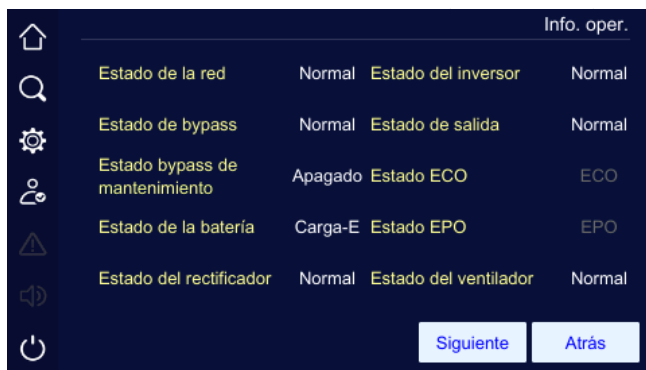 Info. oper.
Estado de la red Normal Estado del inversor Normal
Estado de bypass Normal Estado de salida Normal
Estado bypass de
mantenimiento Apagado Estado ECO ECO
Estado de la batería Carga-E Estado EPO EPO
Estado del rectificador Normal Estado del ventilador Normal
Siguiente Atrás